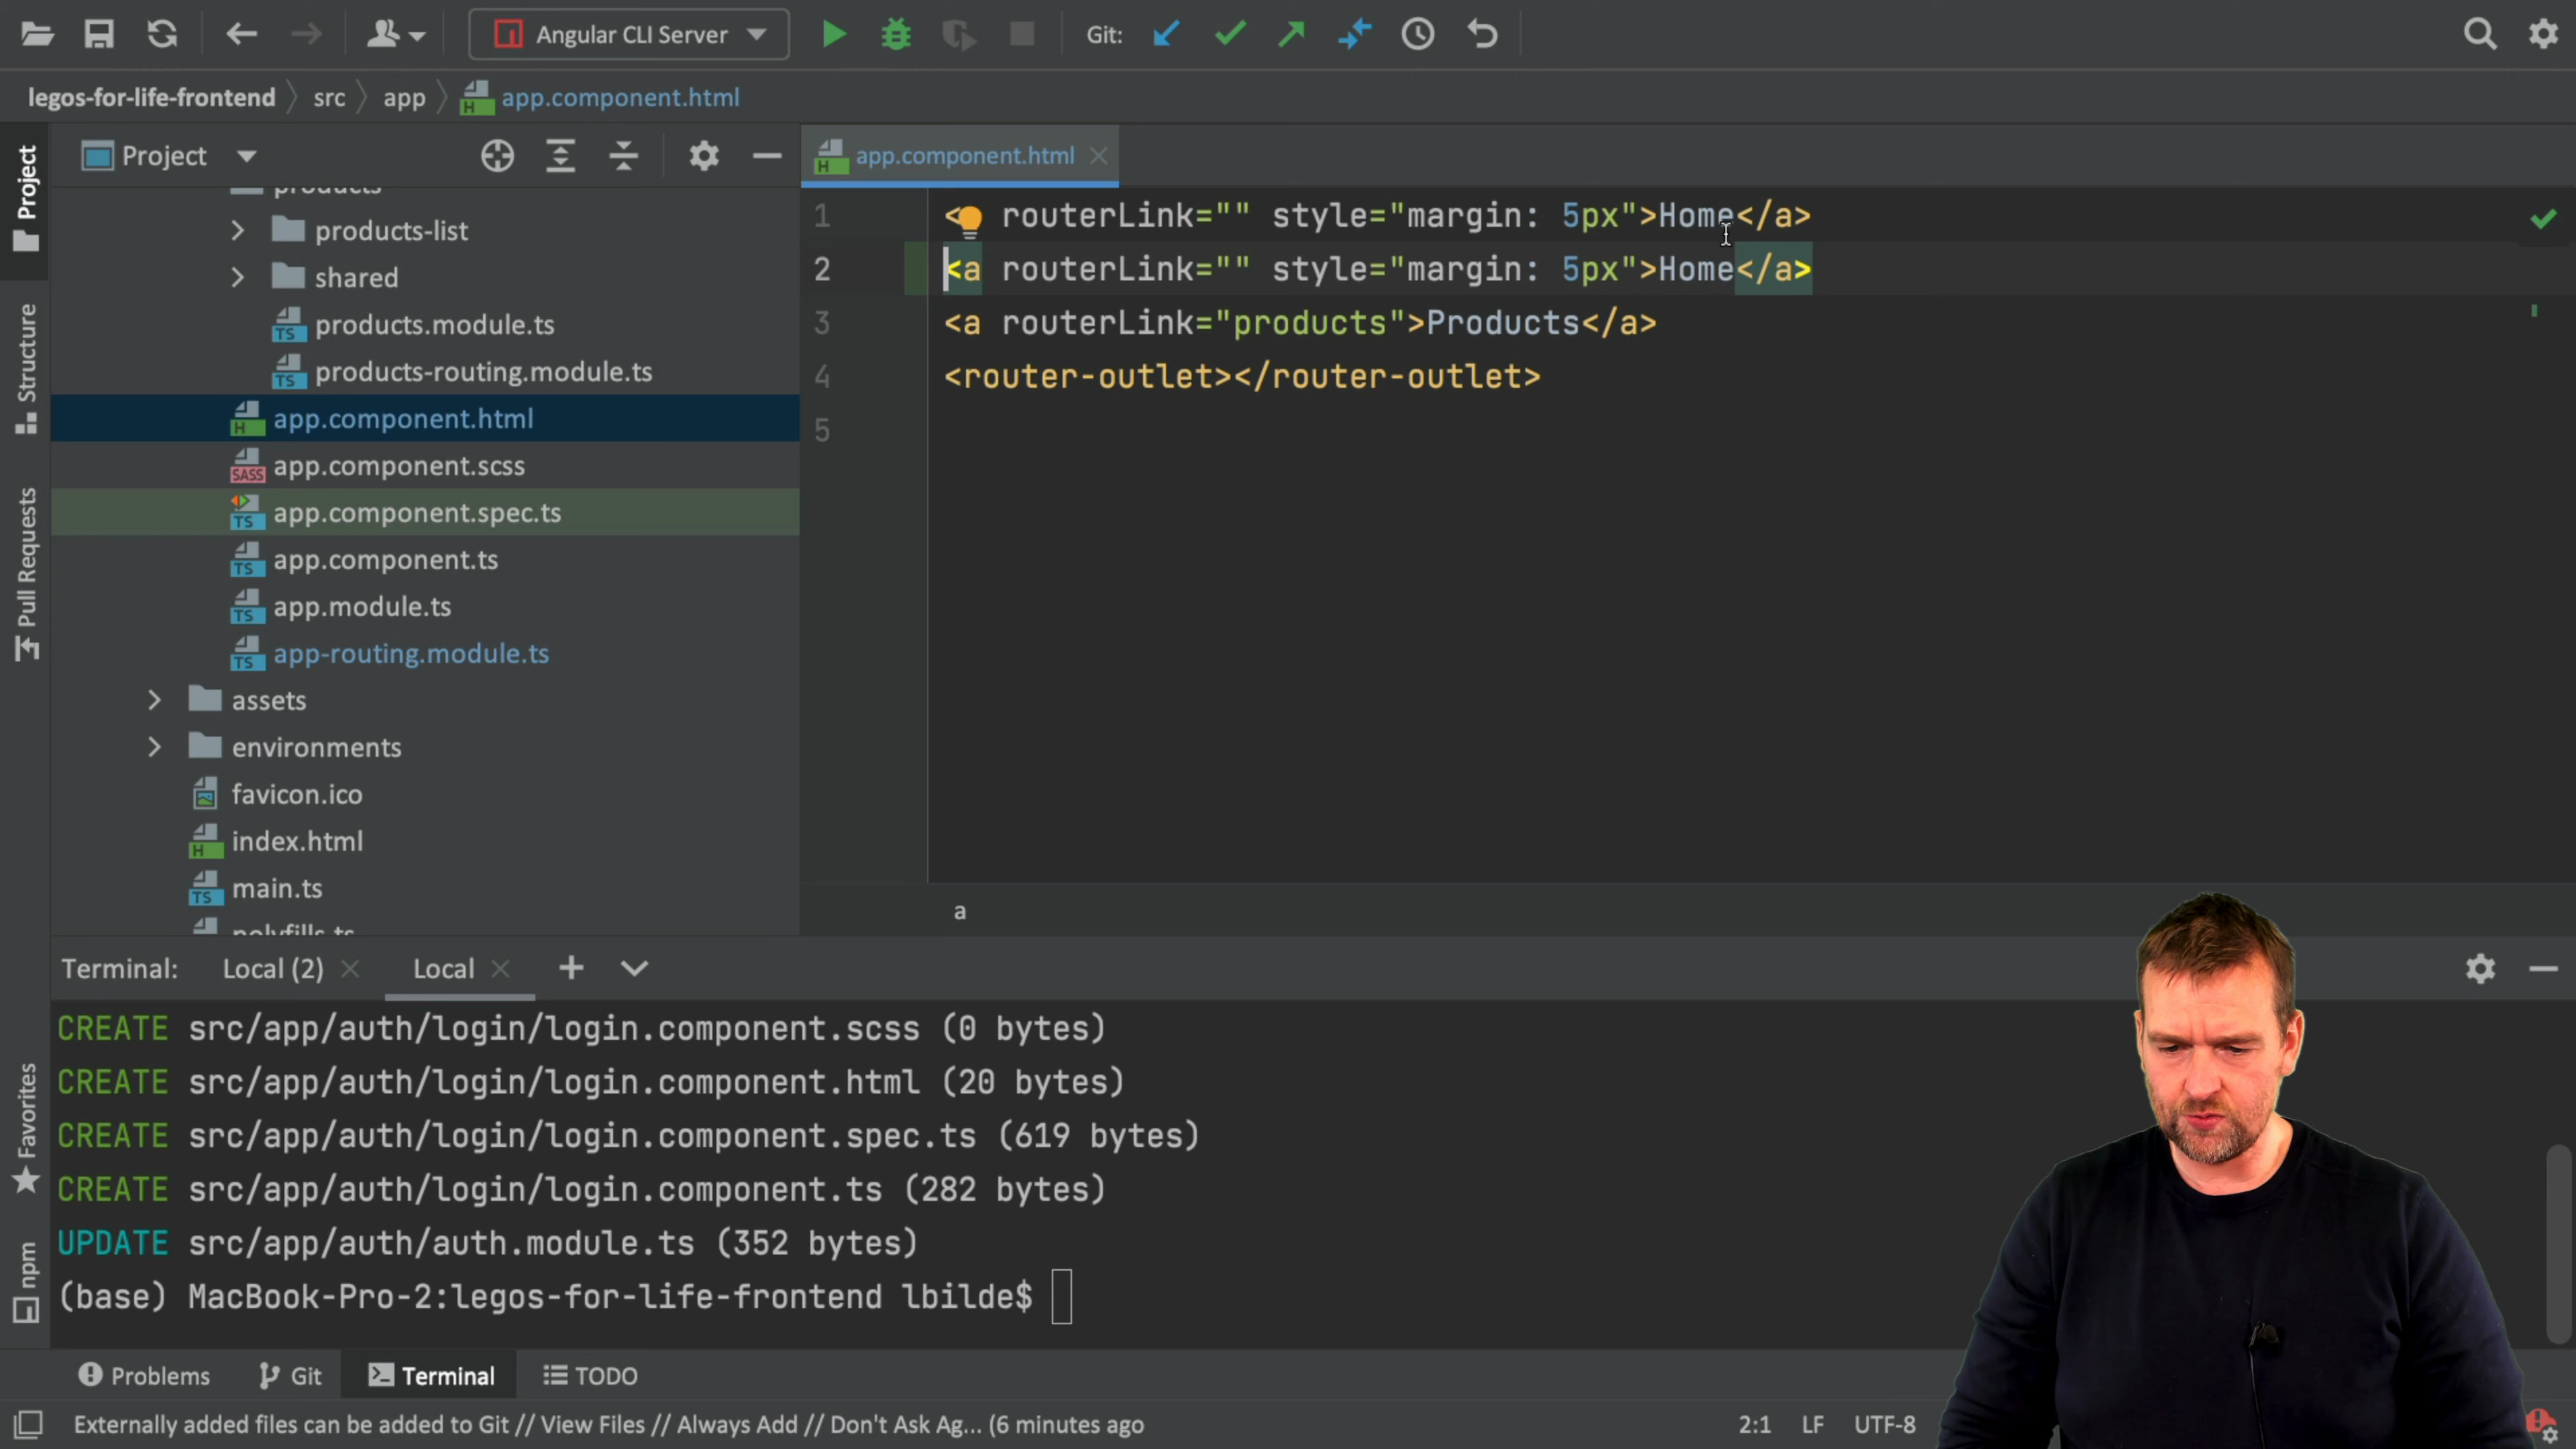 Angular CLI Server
Git:
legos-for-life-frontend
src
app
app.component.html
Project
app.component.html
Project
Structure
Pull Requests
Favorites
npm
products
products-list
shared
products.module.ts
products-routing.module.ts
app.component.html
app.component.scss
app.component.spec.ts
app.component.ts
app.module.ts
app-routing.module.ts
assets
environments
favicon.ico
index.html
main.ts
polyfills.ts
1 < routerLink="" style="margin: 5px">Home</a>
2 <a routerLink="" style="margin: 5px">Home</a>
3 <a routerLink="products">Products</a>
4 <router-outlet></router-outlet>
5
a
Terminal: Local (2) Local
CREATE src/app/auth/login/login.component.scss (0 bytes)
CREATE src/app/auth/login/login.component.html (20 bytes)
CREATE src/app/auth/login/login.component.spec.ts (619 bytes)
CREATE src/app/auth/login/login.component.ts (282 bytes)
UPDATE src/app/auth/auth.module.ts (352 bytes)
(base) MacBook-Pro-2:legos-for-life-frontend lbilde$
Problems Git Terminal TODO
Externally added files can be added to Git // View Files // Always Add // Don't Ask Ag... (6 minutes ago 2:1 LF UTF-8